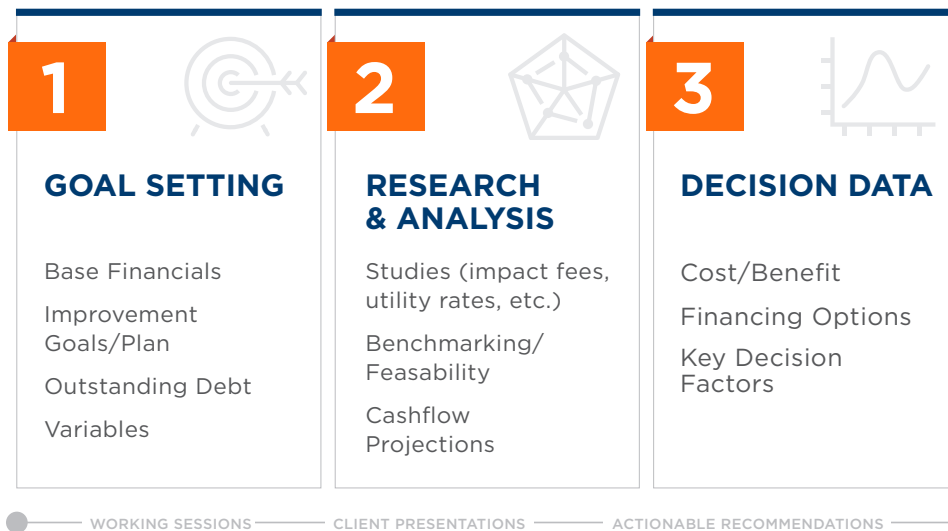 1
GOAL SETTING
Base Financials
Improvement
Goals/Plan
Outstanding Debt
Variables
2
RESEARCH
& ANALYSIS
Studies (impact fees,
utility rates, etc.)
Benchmarking/
Feasability
Cashflow
Projections
3
DECISION DATA
Cost/Benefit
Financing Options
Key Decision
Factors
WORKING SESSIONS
CLIENT PRESENTATIONS
ACTIONABLE RECOMMENDATIONS